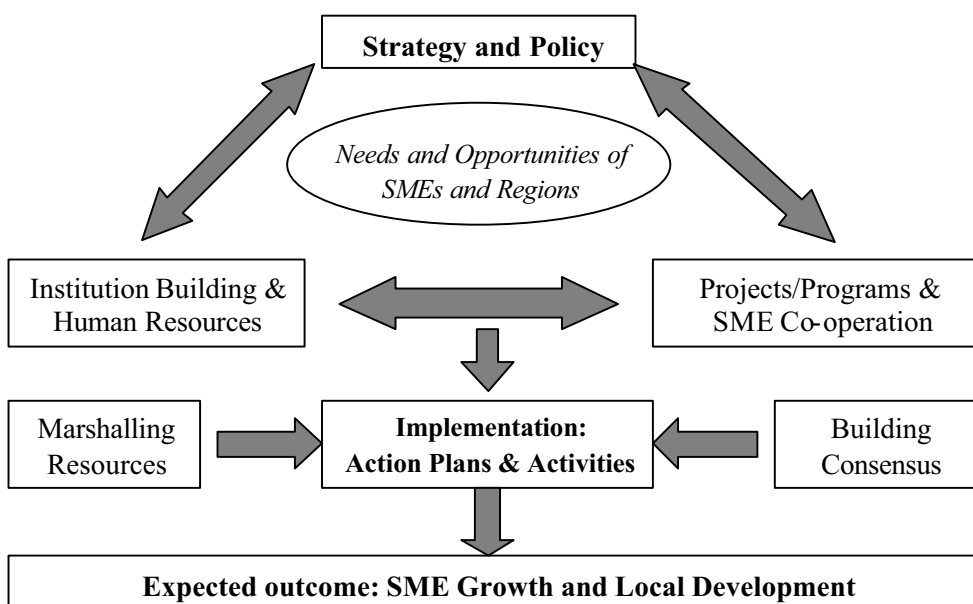 Strategy and Policy
Needs and Opportunities of
SMEs and Regions
Institution Building &
Human Resources
Projects/Programs &
SME Co-operation
Marshalling
Resources
Implementation:
Action Plans & Activities
Building
Consensus
Expected outcome: SME Growth and Local Development